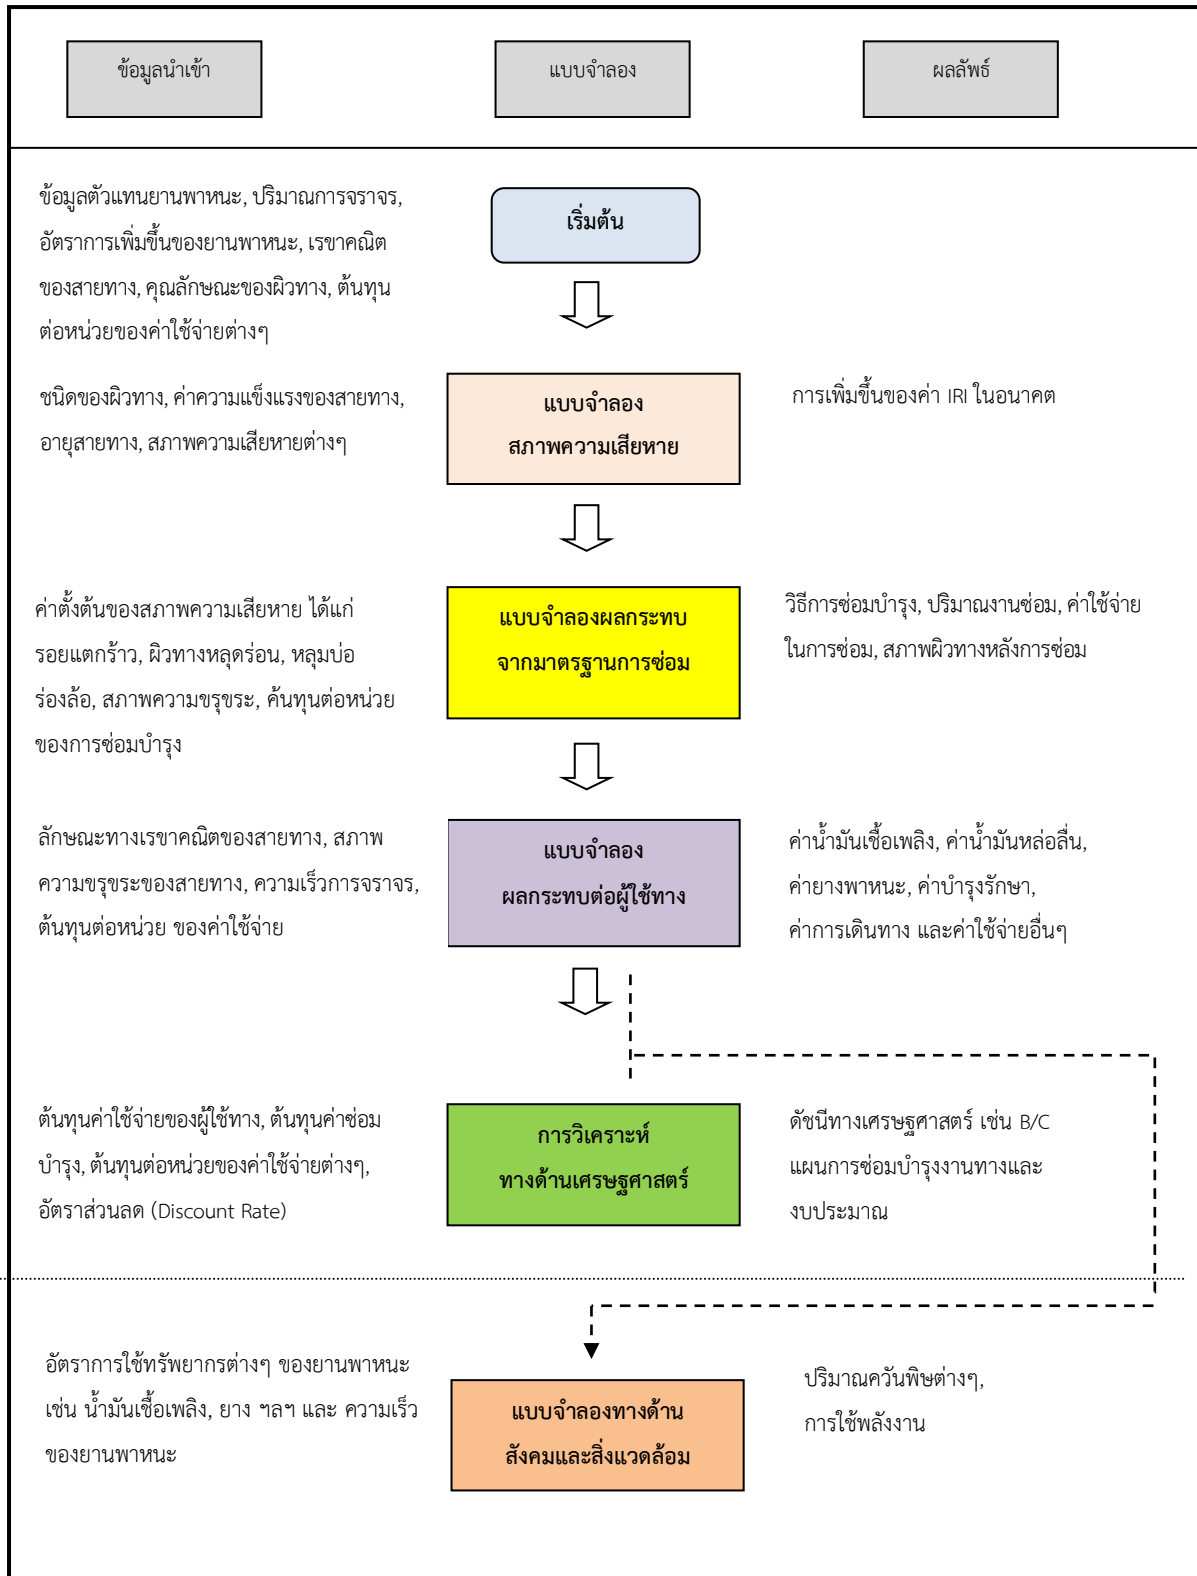 ข้อมูลนำเข้า
แบบจำลอง
ผลลัพธ์
ข้อมูลตัวแทนยานพาหนะ, ปริมาณการจราจร,
อัตราการเพิ่มขึ้นของยานพาหนะ, เรขาคณิต
ของสายทาง, คุณลักษณะของผิวทาง, ต้นทุน
ต่อหน่วยของค่าใช้จ่ายต่างๆ
เริ่มต้น
ชนิดของผิวทาง, ค่าความแข็งแรงของสายทาง,
อายุสายทาง, สภาพความเสียหายต่างๆ
แบบจำลอง
สภาพความเสียหาย
การเพิ่มขึ้นของค่า IRI ในอนาคต
ค่าตั้งต้นของสภาพความเสียหาย ได้แก่
รอยแตกร้าว, ผิวทางหลุดร่อน, หลุมบ่อ
ร่องล้อ, สภาพความขรุขระ, ค้นทุนต่อหน่วย
ของการซ่อมบำรุง
แบบจำลองผลกระทบ
จากมาตรฐานการซ่อม
วิธีการซ่อมบำรุง, ปริมาณงานซ่อม, ค่าใช้จ่าย
ในการซ่อม, สภาพผิวทางหลังการซ่อม
ลักษณะทางเรขาคณิตของสายทาง, สภาพ
ความขรุขระของสายทาง, ความเร็วการจราจร,
ต้นทุนต่อหน่วย ของค่าใช้จ่าย
แบบจำลอง
ผลกระทบต่อผู้ใช้ทาง
ค่าน้ำมันเชื้อเพลิง, ค่าน้ำมันหล่อลื่น,
ค่ายางพาหนะ, ค่าบำรุงรักษา,
ค่าการเดินทาง และค่าใช้จ่ายอื่นๆ
ต้นทุนค่าใช้จ่ายของผู้ใช้ทาง, ต้นทุนค่าซ่อม
บำรุง, ต้นทุนต่อหน่วยของค่าใช้จ่ายต่างๆ,
อัตราส่วนลด (Discount Rate)
การวิเคราะห์
ทางด้านเศรษฐศาสตร์
ดัชนีทางเศรษฐศาสตร์ เช่น B/C
แผนการซ่อมบำรุงงานทางและ
งบประมาณ
อัตราการใช้ทรัพยากรต่างๆ ของยานพาหนะ
เช่น น้ำมันเชื้อเพลิง, ยาง ฯลฯ และ ความเร็ว
ของยานพาหนะ
แบบจำลองทางด้าน
สังคมและสิ่งแวดล้อม
ปริมาณควันพิษต่างๆ,
การใช้พลังงาน